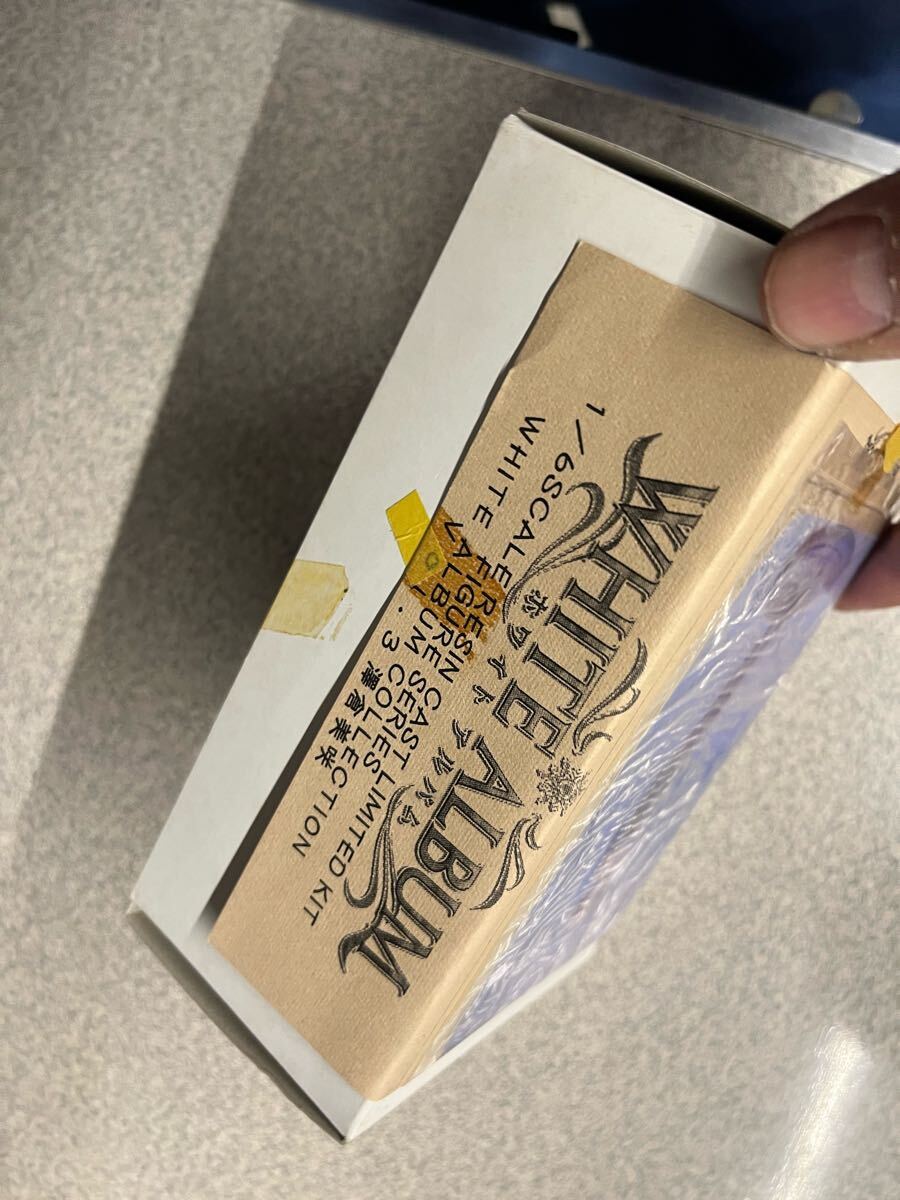 WHITE ALBUM
ホワイトアルバム
1/6SCALE RESIN CAST LIMITED KIT
FIGURE SERIES
WHITE ALBUM COLLECTION
. 3 澤倉美咲